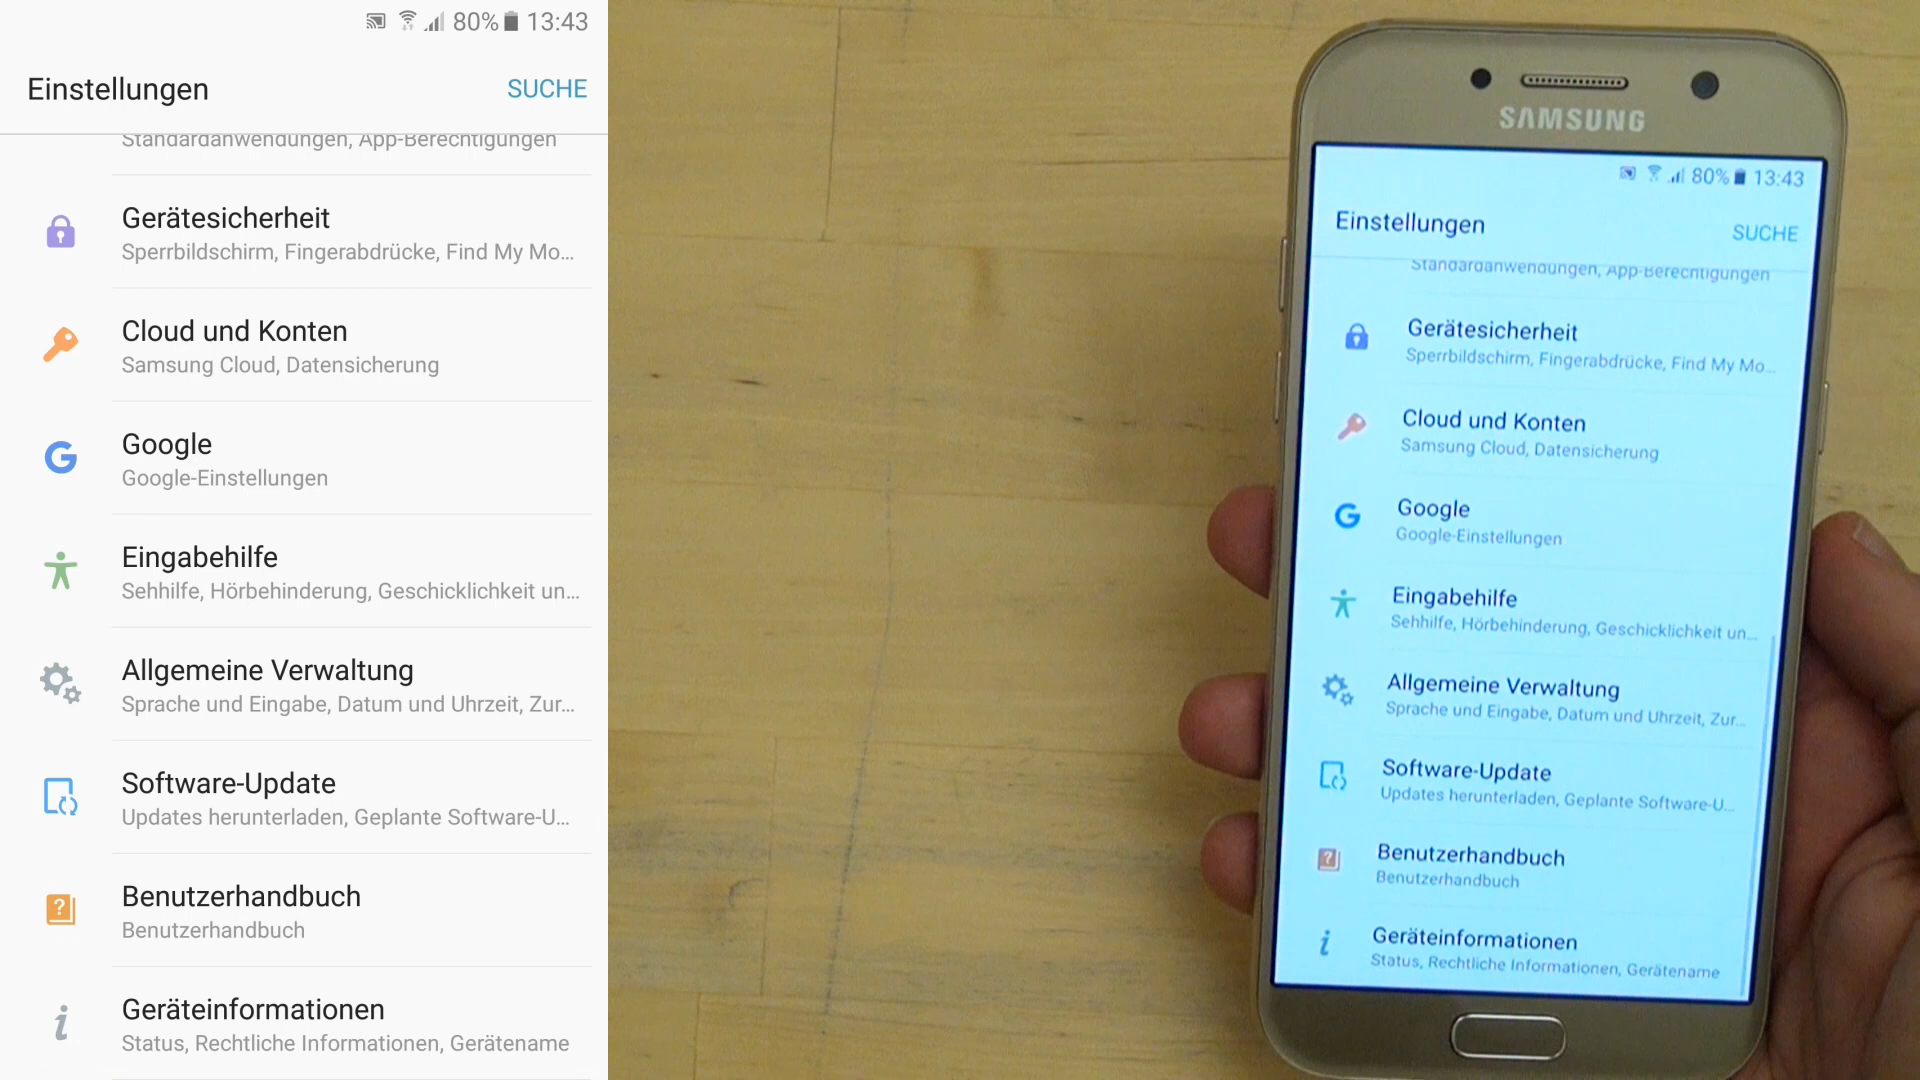 80% 13:43
Einstellungen SUCHE
Standardanwendungen, App-Berechtigungen
Gerätesicherheit
Sperrbildschirm, Fingerabdrücke, Find My Mo...
Cloud und Konten
Samsung Cloud, Datensicherung
Google
Google-Einstellungen
Eingabehilfe
Sehhilfe, Hörbehinderung, Geschicklichkeit un...
Allgemeine Verwaltung
Sprache und Eingabe, Datum und Uhrzeit, Zur...
Software-Update
Updates herunterladen, Geplante Software-U...
Benutzerhandbuch
Benutzerhandbuch
Geräteinformationen
Status, Rechtliche Informationen, Gerätename
SAMSUNG
80% 13:43
Einstellungen SUCHE
Standardanwendungen, App-Berechtigungen
Gerätesicherheit
Sperrbildschirm, Fingerabdrücke, Find My Mo...
Cloud und Konten
Samsung Cloud, Datensicherung
Google
Google-Einstellungen
Eingabehilfe
Sehhilfe, Hörbehinderung, Geschicklichkeit un...
Allgemeine Verwaltung
Sprache und Eingabe, Datum und Uhrzeit, Zur...
Software-Update
Updates herunterladen, Geplante Software-U...
Benutzerhandbuch
Benutzerhandbuch
Geräteinformationen
Status, Rechtliche Informationen, Gerätename